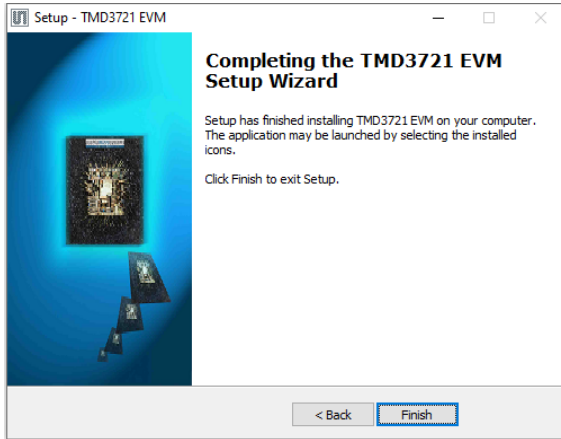 Setup - TMD3721 EVM
Completing the TMD3721 EVM
Setup Wizard
Setup has finished installing TMD3721 EVM on your computer.
The application may be launched by selecting the installed
icons.
Click Finish to exit Setup.
< Back
Finish